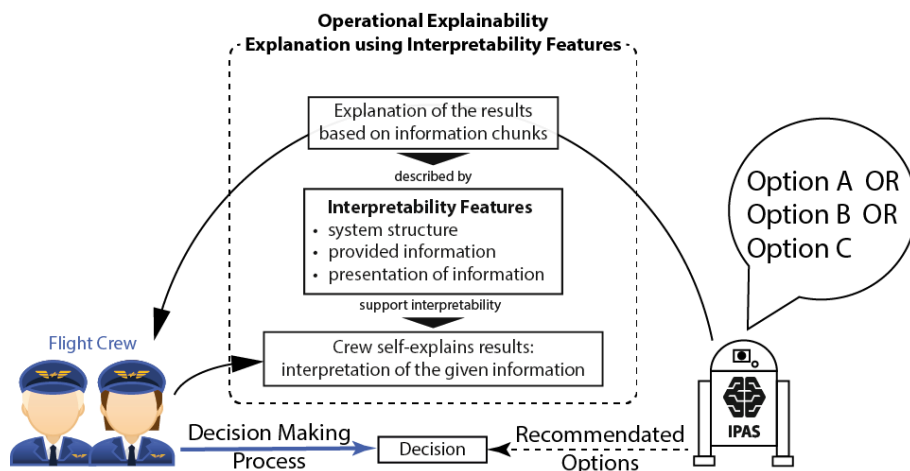 Operational Explainability
Explanation using Interpretability Features
Explanation of the results
based on information chunks
described by
Interpretability Features
• system structure
• provided information
• presentation of information
support interpretability
Crew self-explains results:
interpretation of the given information
Option A OR
Option B OR
Option C
Flight Crew
IPAS
Decision Making
Process
Decision
Recommended
Options